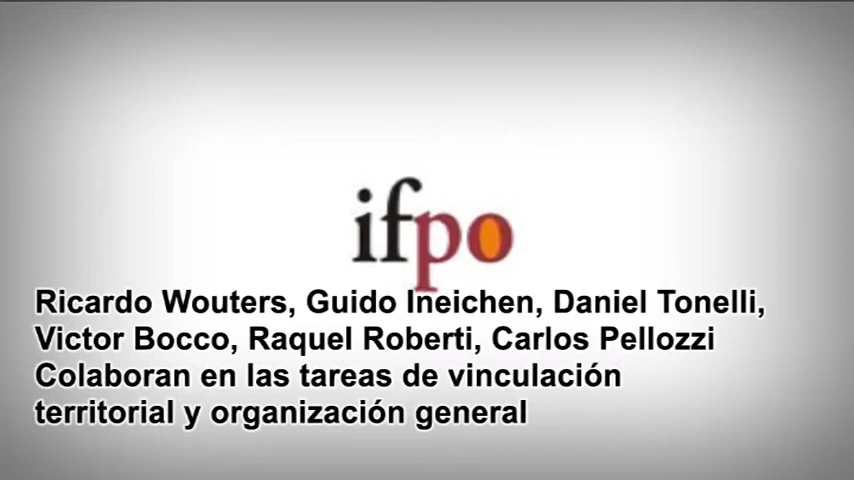 ifpo
Ricardo Wouters, Guido Ineichen, Daniel Tonelli,
Victor Bocco, Raquel Roberti, Carlos Pellozzi
Colaboran en las tareas de vinculación
territorial y organización general